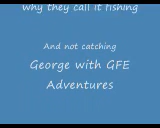 why they call it fishing
And not catching
George with GFE
Adventures